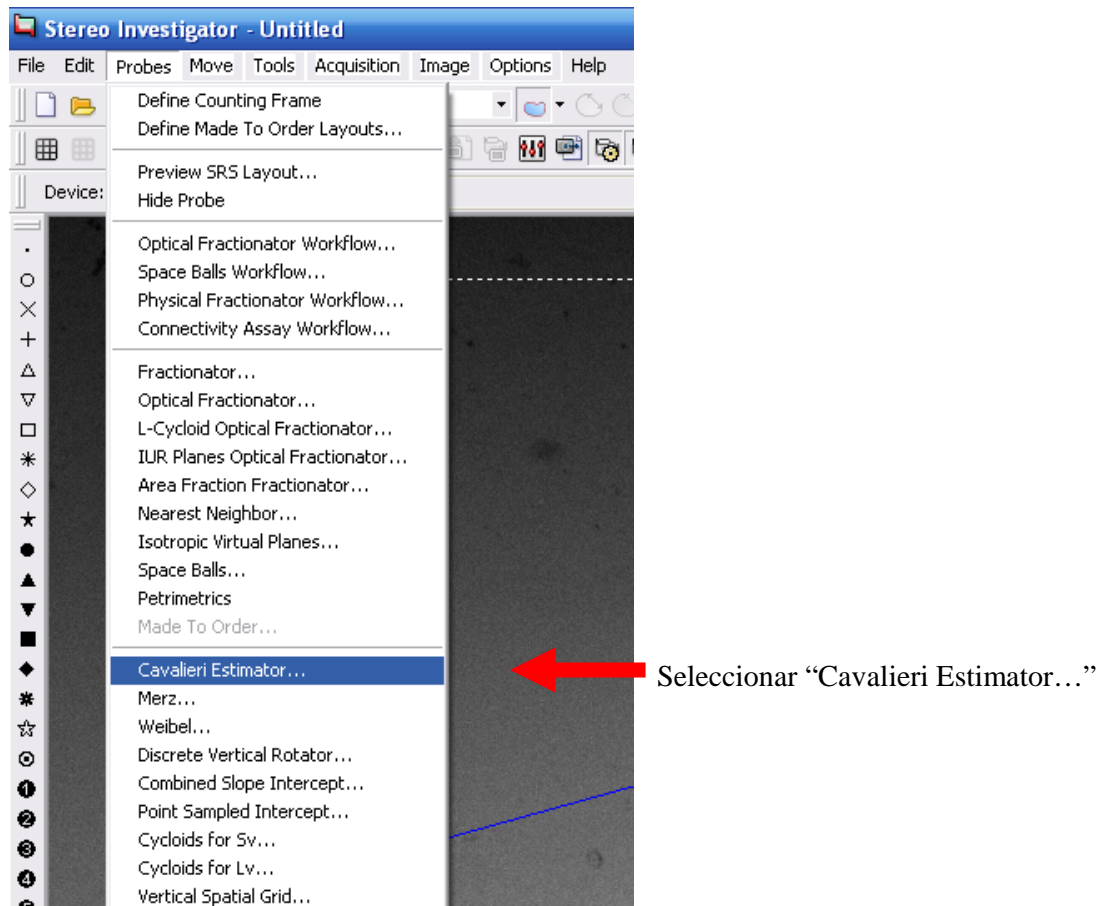 Stereo Investigator - Untitled
File Edit Probes Move Tools Acquisition Image Options Help
Define Counting Frame
Define Made To Order Layouts...
Preview SRS Layout...
Device:
Hide Probe
Optical Fractionator Workflow...
Space Balls Workflow...
Physical Fractionator Workflow...
Connectivity Assay Workflow...
Fractionator...
Optical Fractionator...
L-Cycloid Optical Fractionator...
IUR Planes Optical Fractionator...
Area Fraction Fractionator...
Nearest Neighbor...
Isotropic Virtual Planes...
Space Balls...
Petrimetrics
Made To Order...
Cavalieri Estimator...
Seleccionar “Cavalieri Estimator…”
Merz...
Weibel...
Discrete Vertical Rotator...
Combined Slope Intercept...
1
Point Sampled Intercept...
2
Cycloids for Sv...
3
Cycloids for Lv...
4
Vertical Spatial Grid...